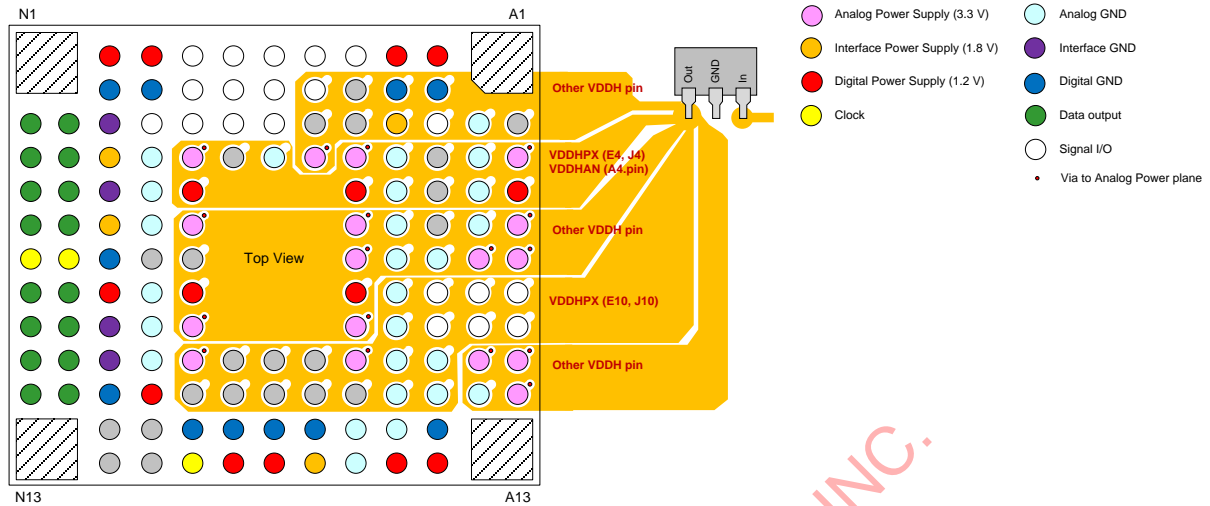 N1
A1
Out
GND
In
Other VDDH pin
VDDHPX (E4, J4)
VDDHAN (A4.pin)
Other VDDH pin
Top View
VDDHPX (E10, J10)
Other VDDH pin
N13
A13
Analog Power Supply (3.3 V)
Interface Power Supply (1.8 V)
Digital Power Supply (1.2 V)
Clock
Analog GND
Interface GND
Digital GND
Data output
Signal I/O
Via to Analog Power plane
INC.